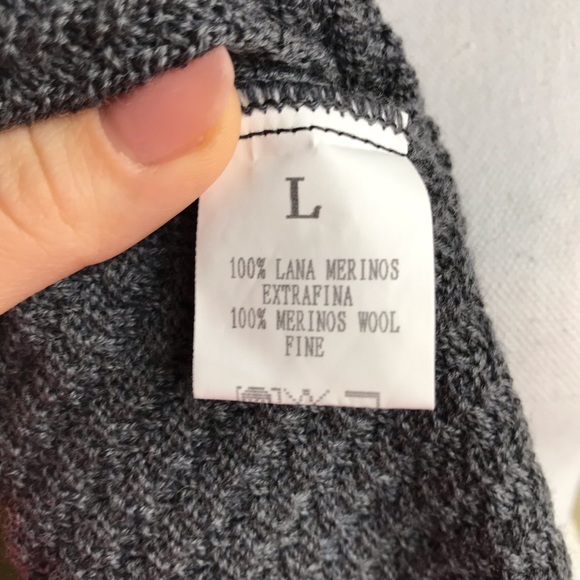 L
100% LANA MERINOS
EXTRAFINA
100% MERINOS WOOL
FINE